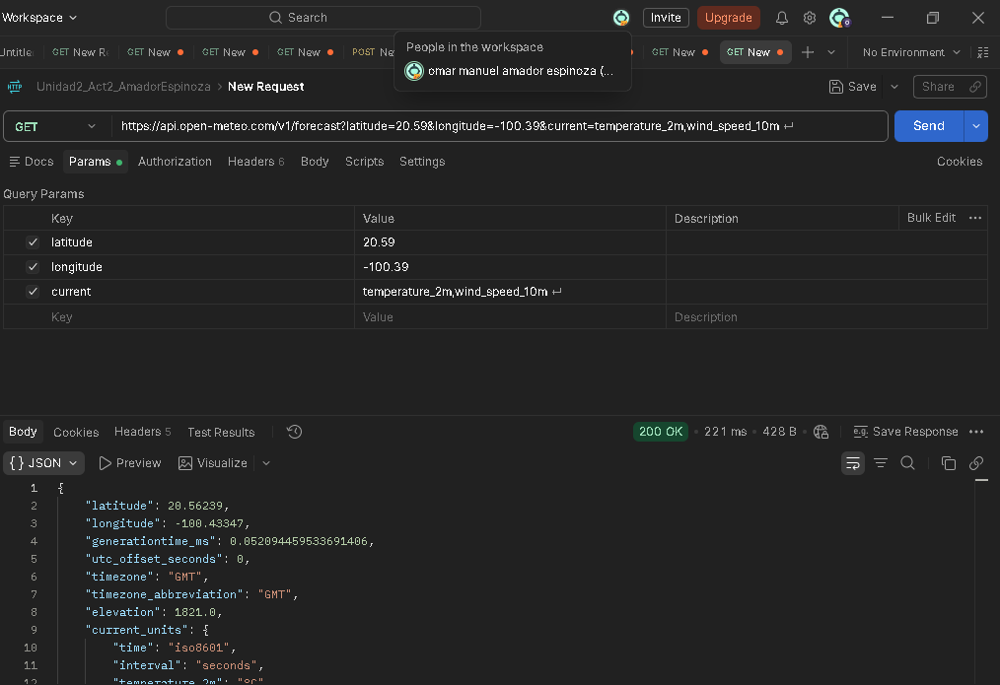 Workspace Search Invite Upgrade
Untitle GET New R GET New GET New GET New POST Ne GET New GET New No Environment
People in the workspace
omar manuel amador espinoza (...
HTTP Unidad2_Act2_AmadorEspinoza > New Request Save Share
GET https://api.open-meteo.com/v1/forecast?latitude=20.59&longitude=-100.39&current=temperature_2m,wind_speed_10m Send
Docs Params Authorization Headers 6 Body Scripts Settings Cookies
Query Params
Key Value Description Bulk Edit
latitude 20.59
longitude -100.39
current temperature_2m,wind_speed_10m
Key Value Description
Body Cookies Headers 5 Test Results 200 OK 221 ms 428 B e.g. Save Response
{} JSON Preview Visualize
1 {
2 "latitude": 20.56239,
3 "longitude": -100.43347,
4 "generationtime_ms": 0.052094459533691406,
5 "utc_offset_seconds": 0,
6 "timezone": "GMT",
7 "timezone_abbreviation": "GMT",
8 "elevation": 1821.0,
9 "current_units": {
10 "time": "iso8601",
11 "interval": "seconds",
12 "temperature_2m": "°C"